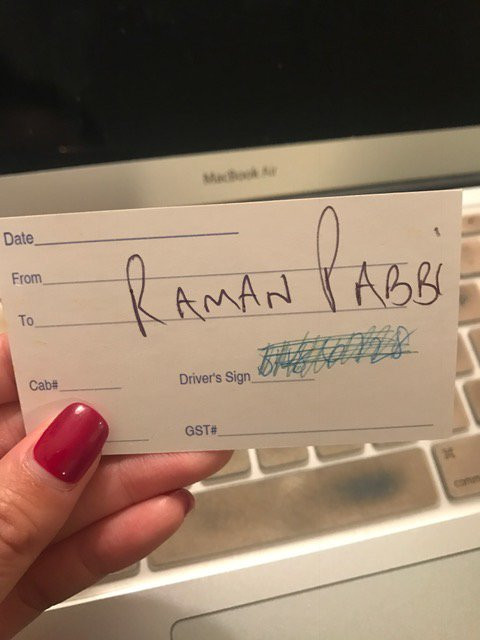 MacBook Air
Date
From
To
RAMAN PABBI
Cab#
Driver's Sign
GST#